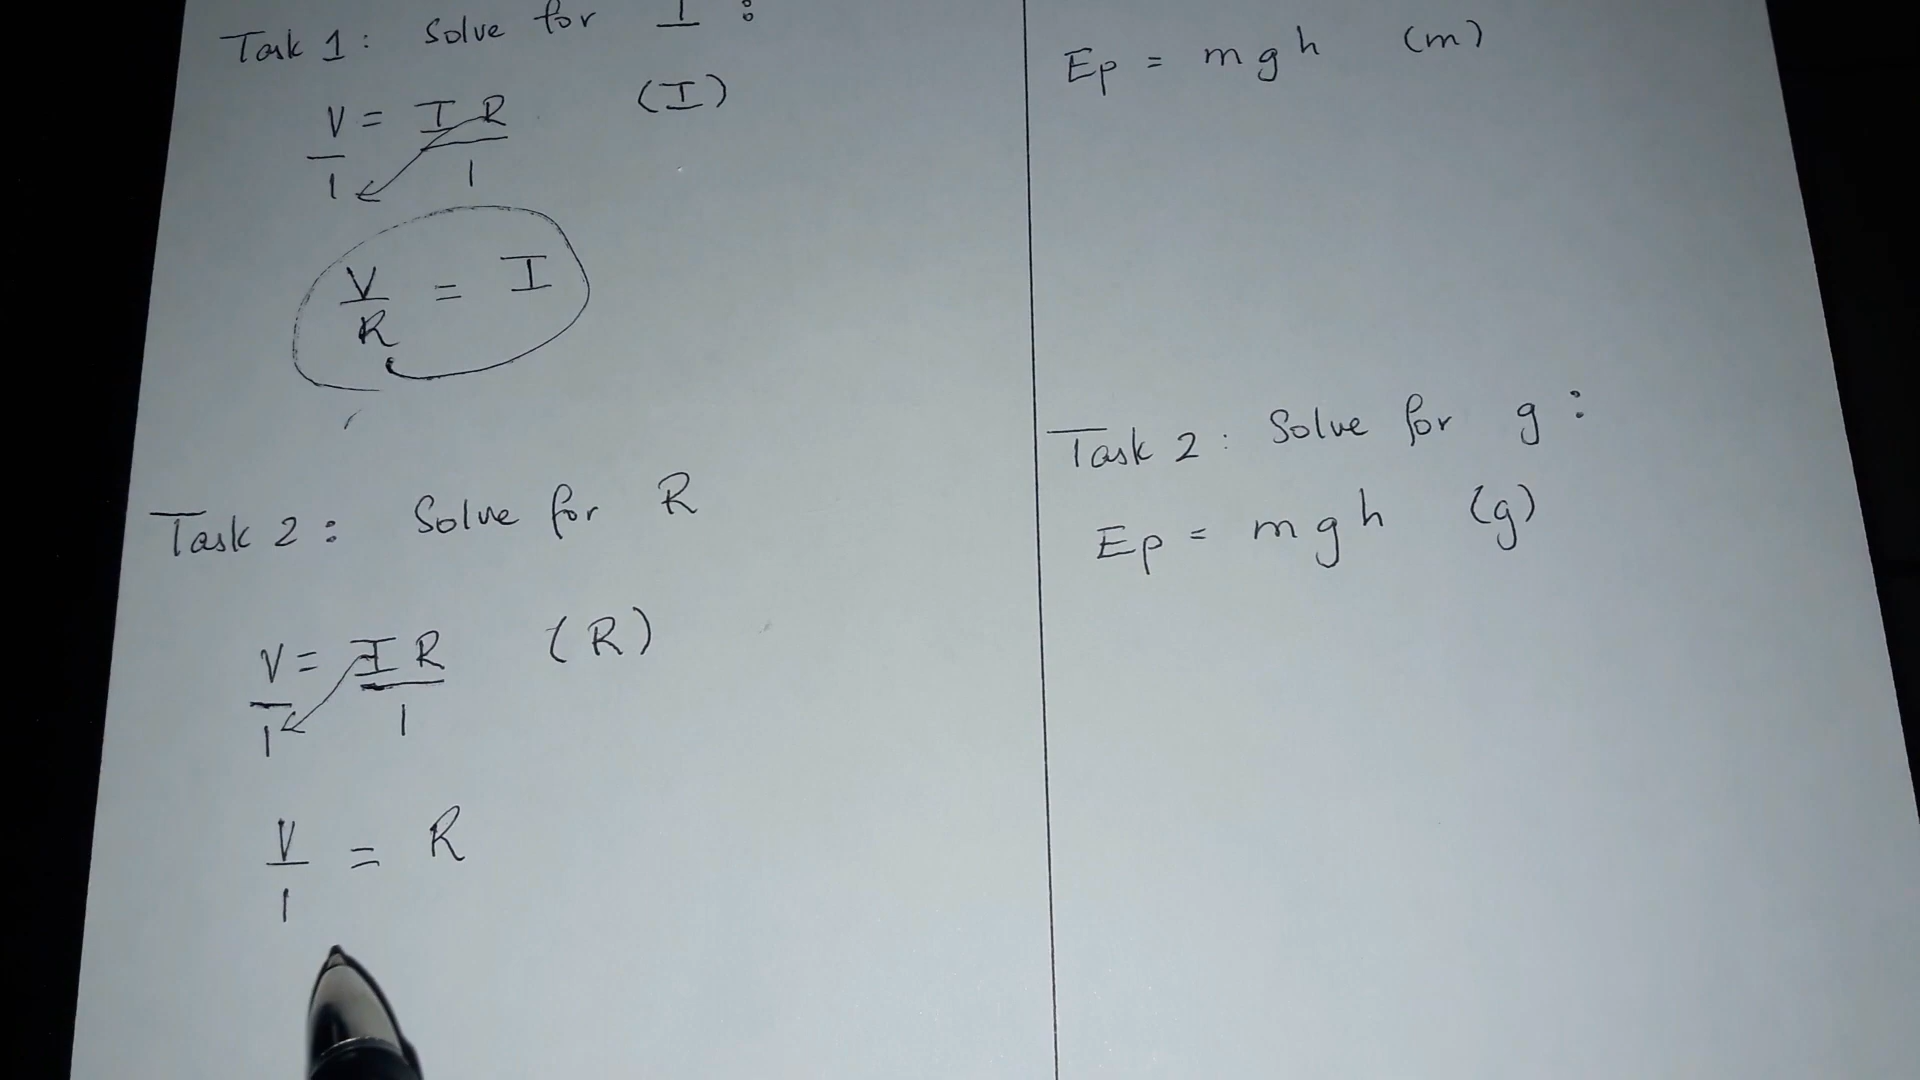 Task 1: Solve for I :
V = I R (I)
1 1
V = I
R
Task 2: Solve for R
V = I R (R)
1 1
V = R
I
Ep = mgh (m)
Task 2: Solve for g :
Ep = mgh (g)